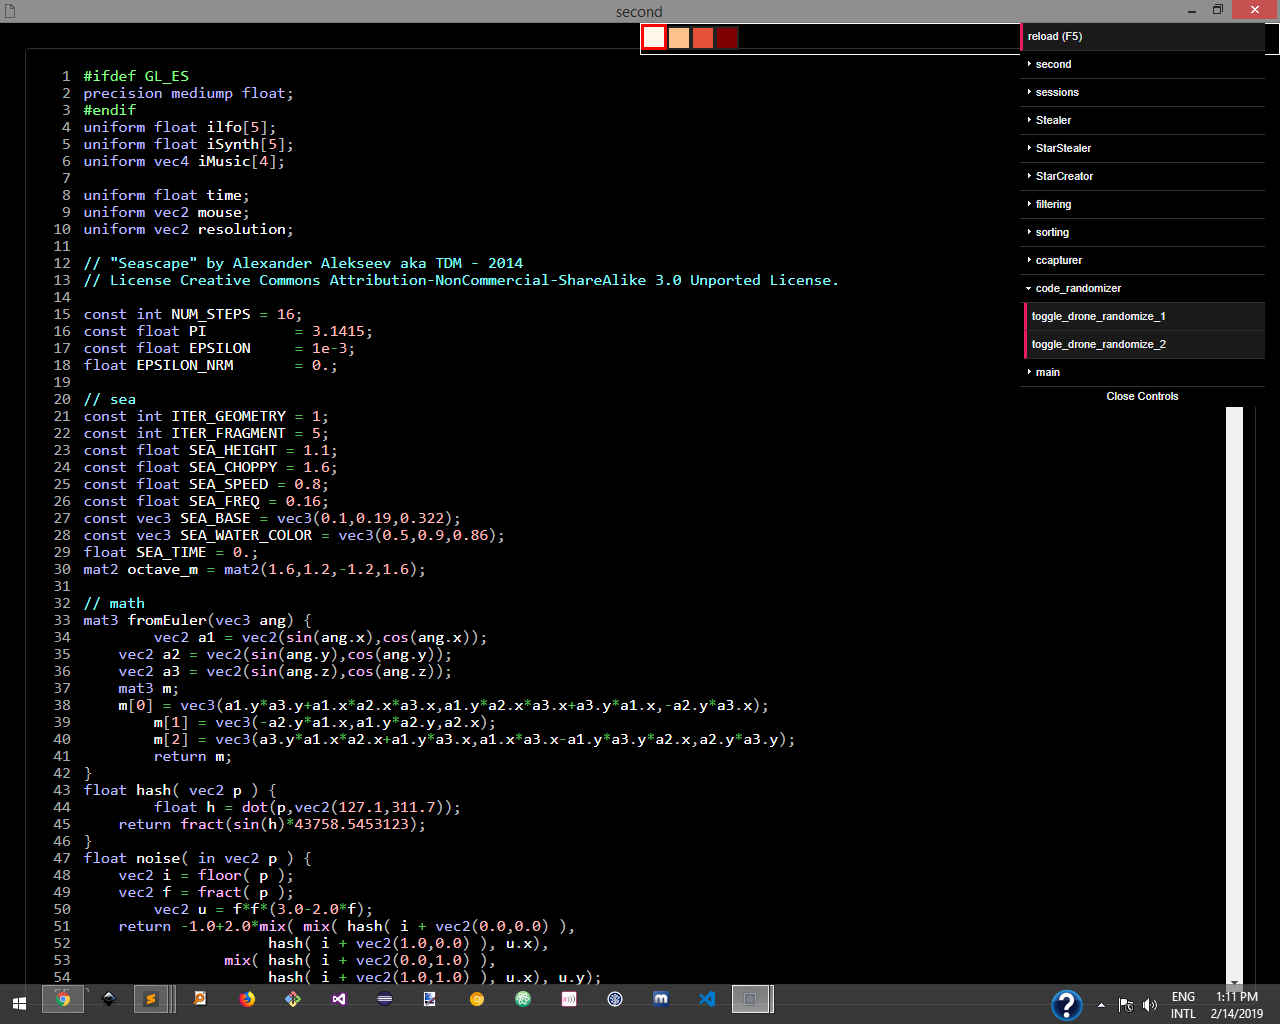 second
reload (F5)
second
sessions
Stealer
StarStealer
StarCreator
filtering
sorting
ccapturer
code_randomizer
toggle_drone_randomize_1
toggle_drone_randomize_2
main
Close Controls
1 #ifdef GL_ES
2 precision mediump float;
3 #endif
4 uniform float ilfo[5];
5 uniform float iSynth[5];
6 uniform vec4 iMusic[4];
7
8 uniform float time;
9 uniform vec2 mouse;
10 uniform vec2 resolution;
11
12 // "Seascape" by Alexander Alekseev aka TDM - 2014
13 // License Creative Commons Attribution-NonCommercial-ShareAlike 3.0 Unported License.
14
15 const int NUM_STEPS = 16;
16 const float PI          = 3.1415;
17 const float EPSILON     = 1e-3;
18 float EPSILON_NRM       = 0.;
19
20 // sea
21 const int ITER_GEOMETRY = 1;
22 const int ITER_FRAGMENT = 5;
23 const float SEA_HEIGHT = 1.1;
24 const float SEA_CHOPPY = 1.6;
25 const float SEA_SPEED = 0.8;
26 const float SEA_FREQ = 0.16;
27 const vec3 SEA_BASE = vec3(0.1,0.19,0.322);
28 const vec3 SEA_WATER_COLOR = vec3(0.5,0.9,0.86);
29 float SEA_TIME = 0.;
30 mat2 octave_m = mat2(1.6,1.2,-1.2,1.6);
31
32 // math
33 mat3 fromEuler(vec3 ang) {
34         vec2 a1 = vec2(sin(ang.x),cos(ang.x));
35     vec2 a2 = vec2(sin(ang.y),cos(ang.y));
36     vec2 a3 = vec2(sin(ang.z),cos(ang.z));
37     mat3 m;
38     m[0] = vec3(a1.y*a3.y+a1.x*a2.x*a3.x,a1.y*a2.x*a3.x+a3.y*a1.x,-a2.y*a3.x);
39         m[1] = vec3(-a2.y*a1.x,a1.y*a2.y,a2.x);
40         m[2] = vec3(a3.y*a1.x*a2.x+a1.y*a3.x,a1.x*a3.x-a1.y*a3.y*a2.x,a2.y*a3.y);
41         return m;
42 }
43 float hash( vec2 p ) {
44         float h = dot(p,vec2(127.1,311.7));
45     return fract(sin(h)*43758.5453123);
46 }
47 float noise( in vec2 p ) {
48     vec2 i = floor( p );
49     vec2 f = fract( p );
50         vec2 u = f*f*(3.0-2.0*f);
51     return -1.0+2.0*mix( mix( hash( i + vec2(0.0,0.0) ),
52                      hash( i + vec2(1.0,0.0) ), u.x),
53                 mix( hash( i + vec2(0.0,1.0) ),
54                      hash( i + vec2(1.0,1.0) ), u.x), u.y);
ENG
INTL
1:11 PM
2/14/2019